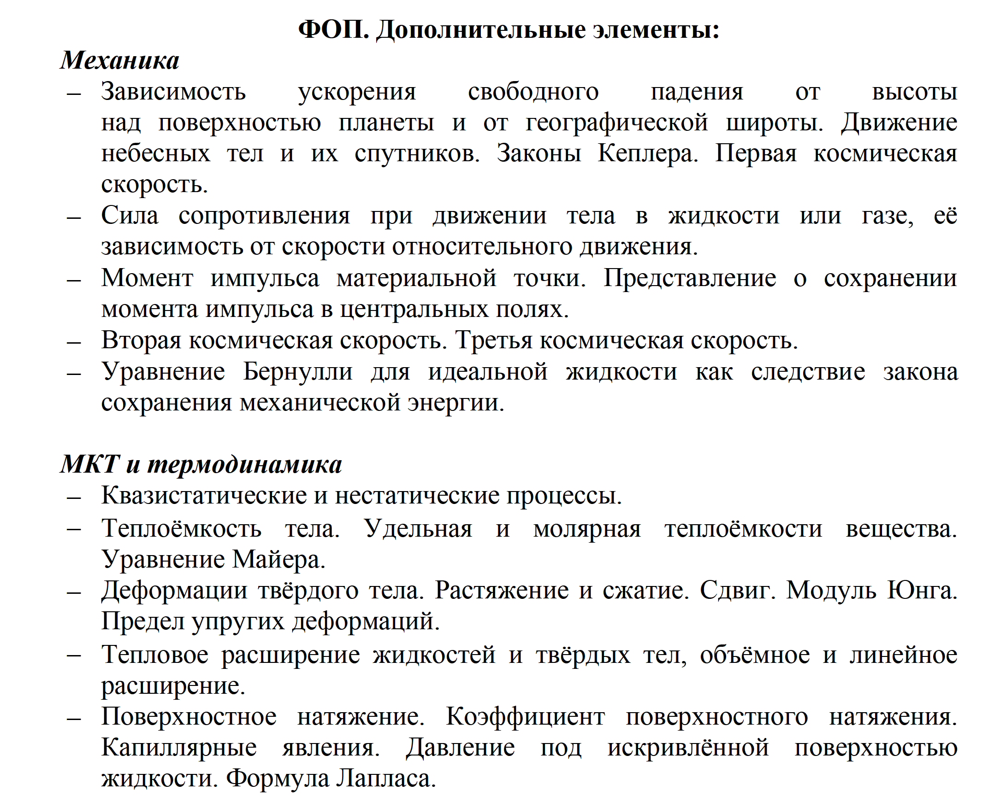 ФОП. Дополнительные элементы:
Механика
– Зависимость ускорения свободного падения от высоты
над поверхностью планеты и от географической широты. Движение
небесных тел и их спутников. Законы Кеплера. Первая космическая
скорость.
– Сила сопротивления при движении тела в жидкости или газе, её
зависимость от скорости относительного движения.
– Момент импульса материальной точки. Представление о сохранении
момента импульса в центральных полях.
– Вторая космическая скорость. Третья космическая скорость.
– Уравнение Бернулли для идеальной жидкости как следствие закона
сохранения механической энергии.
МКТ и термодинамика
– Квазистатические и нестатические процессы.
– Теплоёмкость тела. Удельная и молярная теплоёмкости вещества.
Уравнение Майера.
– Деформации твёрдого тела. Растяжение и сжатие. Сдвиг. Модуль Юнга.
Предел упругих деформаций.
– Тепловое расширение жидкостей и твёрдых тел, объёмное и линейное
расширение.
– Поверхностное натяжение. Коэффициент поверхностного натяжения.
Капиллярные явления. Давление под искривлённой поверхностью
жидкости. Формула Лапласа.